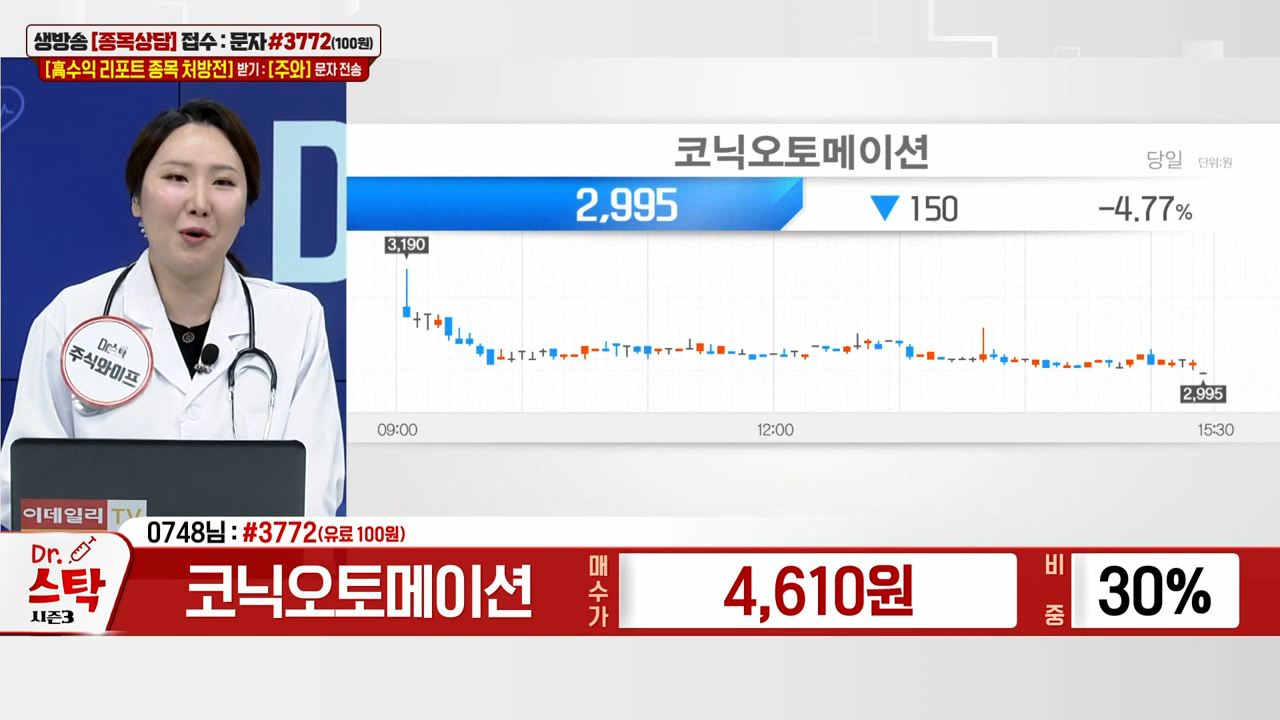 생방송 [종목상담] 접수 : 문자#3772(100원)
[高수익 리포트 종목 처방전] 받기 : [주와] 문자 전송
D
코닉오토메이션
당일 단위:원
2,995 ▼ 150 -4.77%
3,190
2,995
09:00 12:00 15:30
Dr.스탁
주식와이프
이데일리 TV
0748님 : #3772(유료 100원)
Dr.
스탁
시즌3
코닉오토메이션 매수가 4,610원 비중 30%